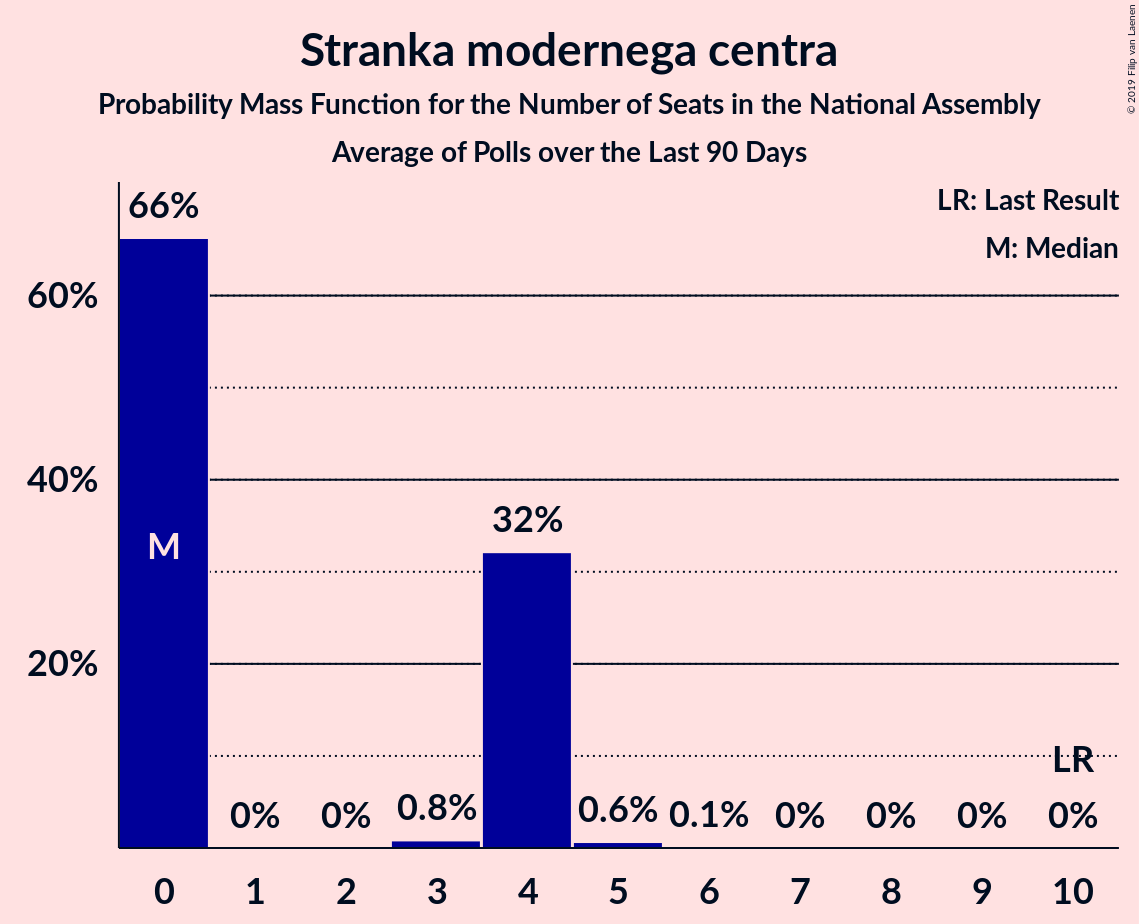 Stranka modernega centra
Probability Mass Function for the Number of Seats in the National Assembly
Average of Polls over the Last 90 Days
© 2019 Filip van Laenen
LR: Last Result
M: Median
66%
60%
M
40%
32%
20%
LR
0% 0% 0.8% 0.6% 0.1% 0% 0% 0% 0%
0 1 2 3 4 5 6 7 8 9 10